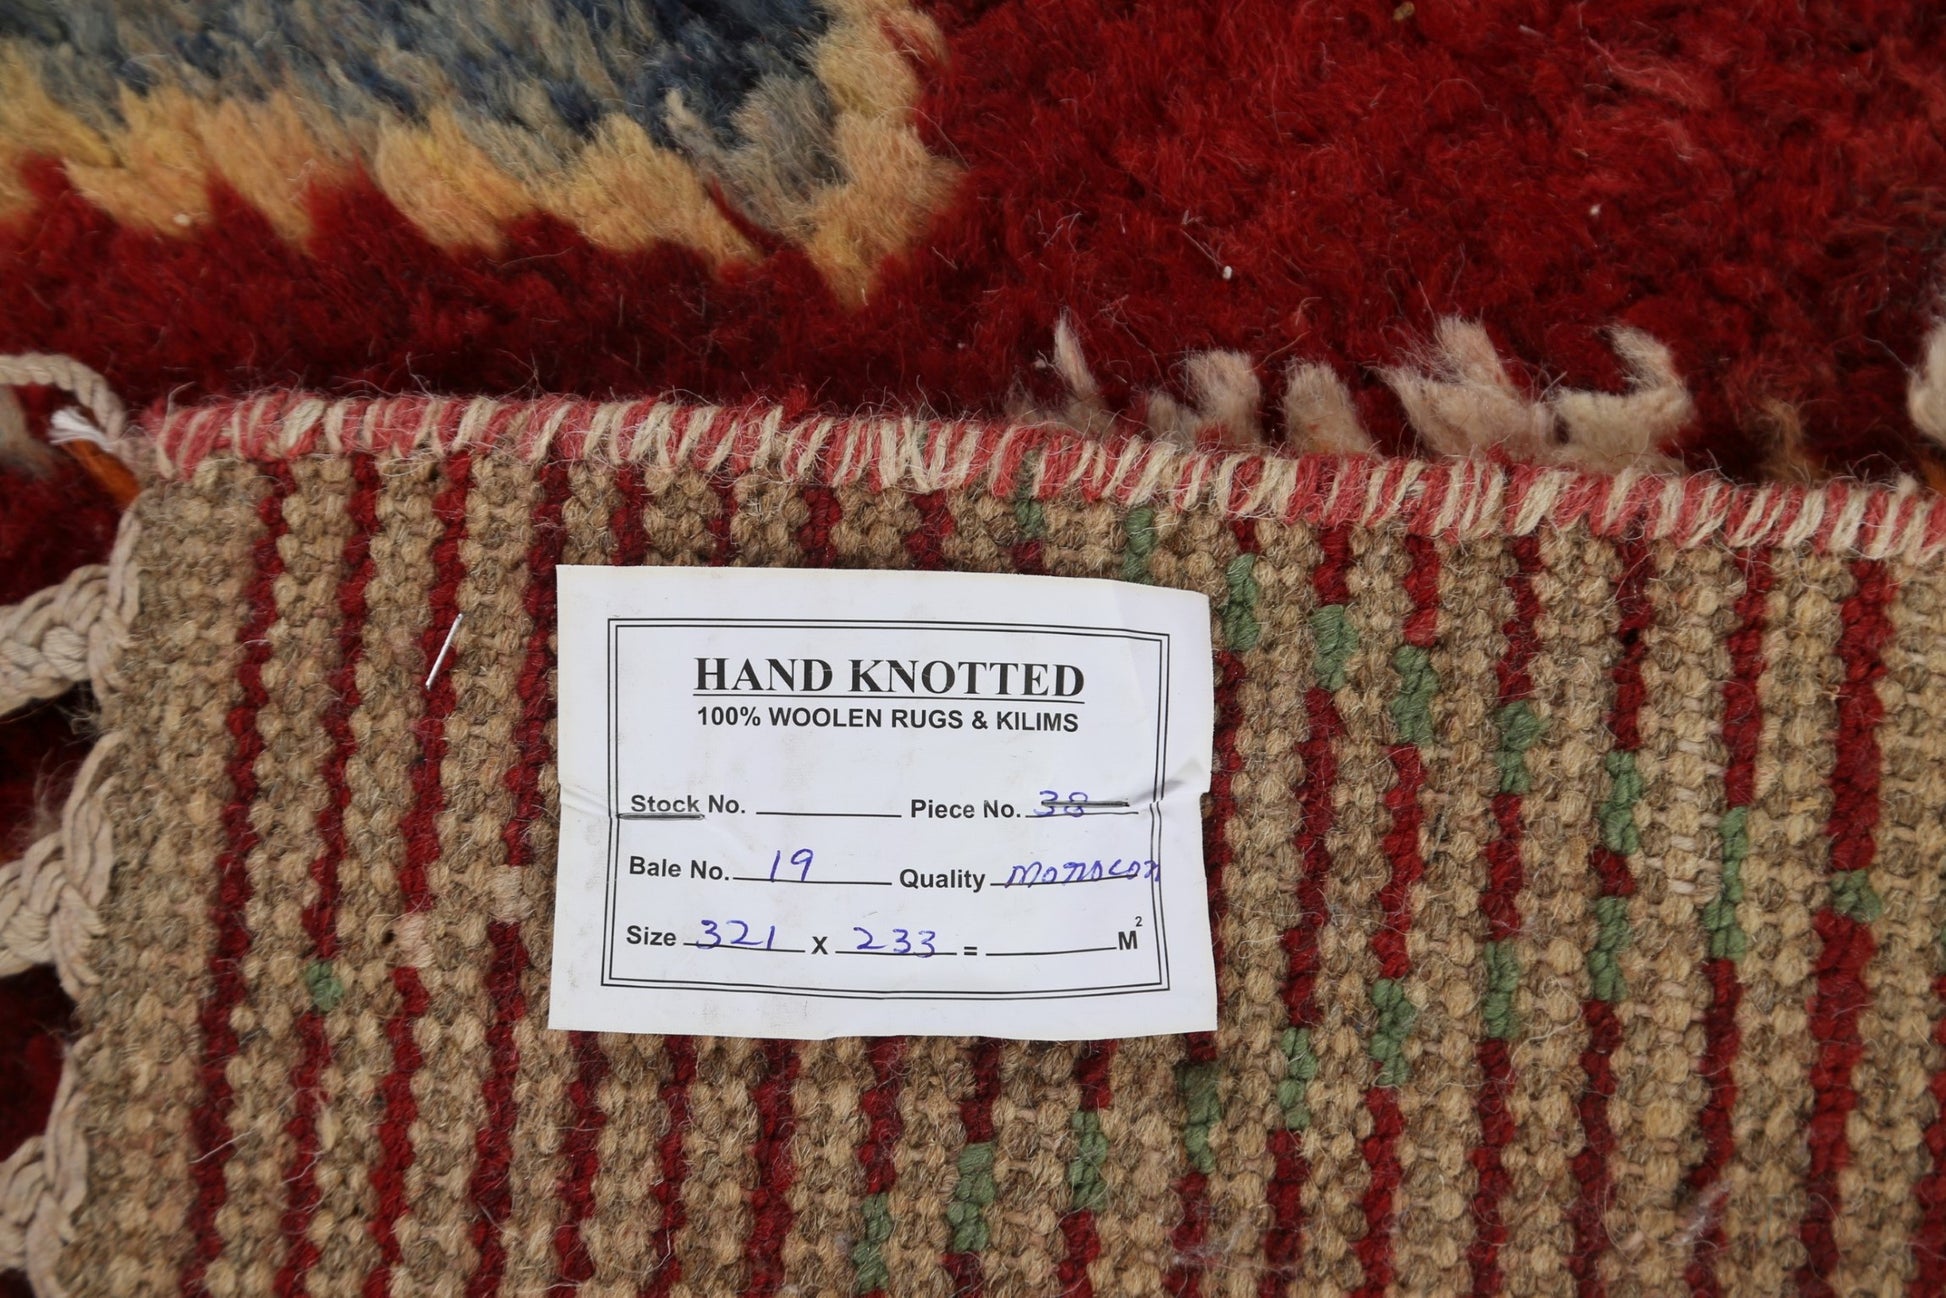 HAND KNOTTED
100% WOOLEN RUGS & KILIMS
Stock No. Piece No. 38
Bale No. 19 Quality morocon
Size 321 X 233 = M²